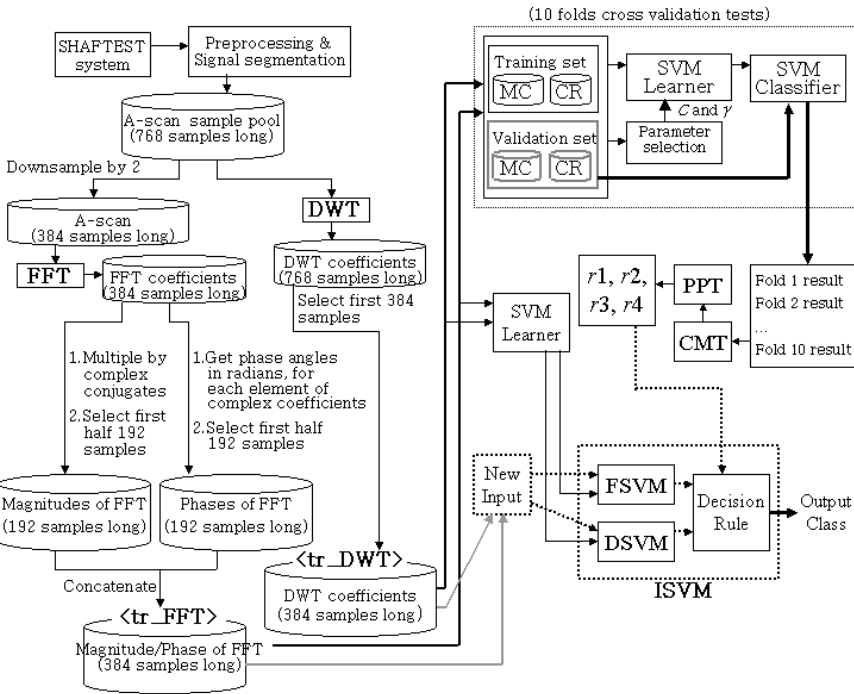 (10 folds cross validation tests)
SHAFTEST
system
Preprocessing &
Signal segmentation
A-scan sample pool
(768 samples long)
Downsample by 2
A-scan
(384 samples long)
FFT
FFT coefficients
(384 samples long)
DWT
DWT coefficients
(768 samples long)
Select first 384
samples
1.Multiple by
complex
conjugates
2.Select first
half 192
samples
1.Get phase angles
in radians, for
each element of
complex coefficients
2.Select first half
192 samples
Magnitudes of FFT
(192 samples long)
Phases of FFT
(192 samples long)
Concatenate
<tr_DWT>
DWT coefficients
(384 samples long)
<tr_FFT>
Magnitude/Phase of FFT
(384 samples long)
Training set
MC
CR
Validation set
MC
CR
SVM
Learner
C and γ
Parameter
selection
SVM
Classifier
Fold 1 result
Fold 2 result
...
Fold 10 result
CMT
PPT
r1, r2,
r3, r4
SVM
Learner
New
Input
FSVM
DSVM
Decision
Rule
Output
Class
ISVM